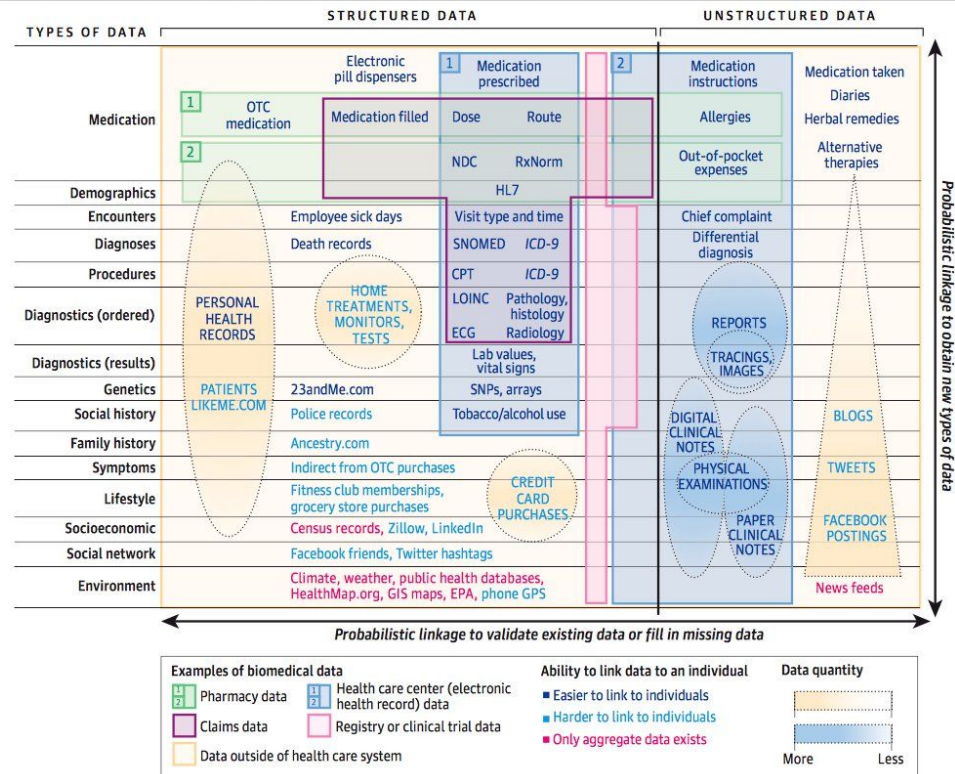 STRUCTURED DATA
UNSTRUCTURED DATA
TYPES OF DATA
Medication
Demographics
Encounters
Diagnoses
Procedures
Diagnostics (ordered)
Diagnostics (results)
Genetics
Social history
Family history
Symptoms
Lifestyle
Socioeconomic
Social network
Environment
1
2
PERSONAL
HEALTH
RECORDS
PATIENTS
LIKEME.COM
OTC
medication
Electronic
pill dispensers
Medication filled
Employee sick days
Death records
HOME
TREATMENTS,
MONITORS,
TESTS
23andMe.com
Police records
Ancestry.com
Indirect from OTC purchases
Fitness club memberships,
grocery store purchases
Census records, Zillow, LinkedIn
Facebook friends, Twitter hashtags
Climate, weather, public health databases,
HealthMap.org, GIS maps, EPA, phone GPS
CREDIT
CARD
PURCHASES
1
Medication
prescribed
Dose Route
NDC RxNorm
HL7
Visit type and time
SNOMED ICD-9
CPT ICD-9
LOINC Pathology,
histology
ECG Radiology
Lab values,
vital signs
SNPs, arrays
Tobacco/alcohol use
2
Medication
instructions
Allergies
Out-of-pocket
expenses
Chief complaint
Differential
diagnosis
REPORTS
TRACINGS,
IMAGES
DIGITAL
CLINICAL
NOTES
PHYSICAL
EXAMINATIONS
PAPER
CLINICAL
NOTES
Medication taken
Diaries
Herbal remedies
Alternative
therapies
BLOGS
TWEETS
FACEBOOK
POSTINGS
News feeds
Probabilistic linkage to obtain new types of data
Probabilistic linkage to validate existing data or fill in missing data
Examples of biomedical data
1
2
Pharmacy data
1
2
Health care center (electronic
health record) data
Claims data
Registry or clinical trial data
Data outside of health care system
Ability to link data to an individual
Easier to link to individuals
Harder to link to individuals
Only aggregate data exists
Data quantity
More Less